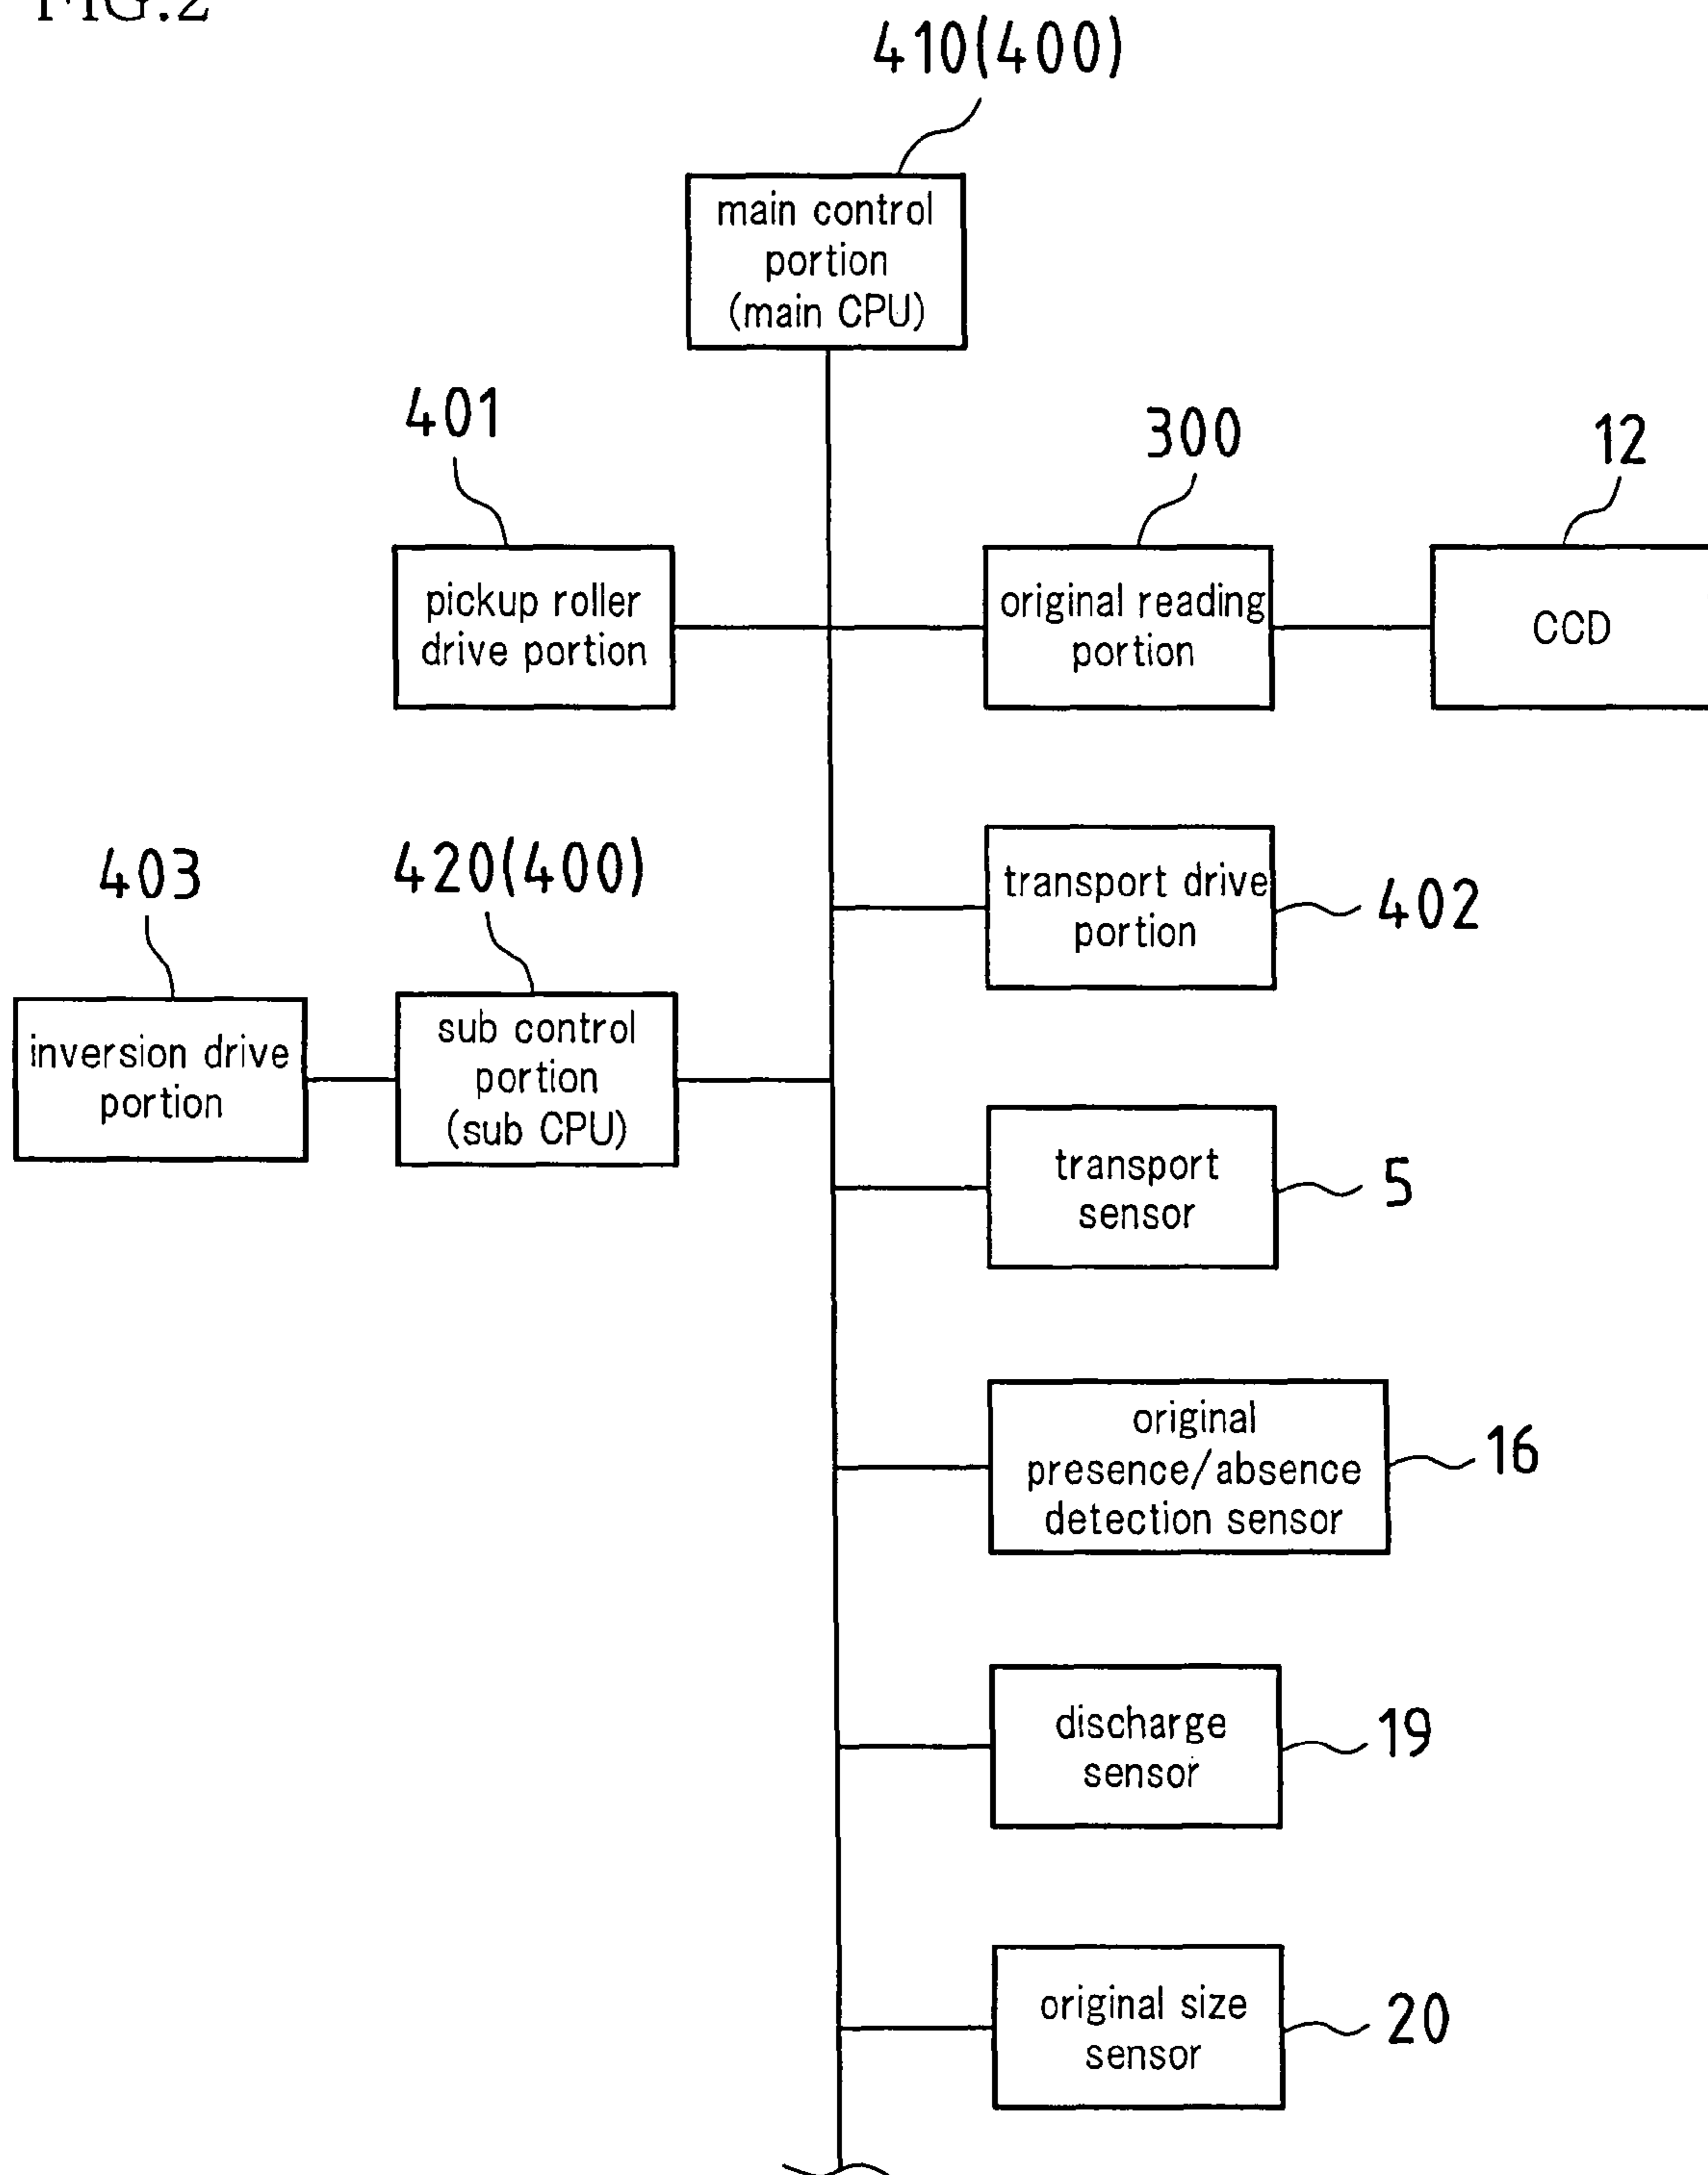 FIG.2
410(400)
main control
portion
(main CPU)
401
300
12
pickup roller
drive portion
original reading
portion
CCD
403
420(400)
transport drive
portion
402
inversion drive
portion
sub control
portion
(sub CPU)
transport
sensor
5
original
presence/absence
detection sensor
16
discharge
sensor
19
original size
sensor
20